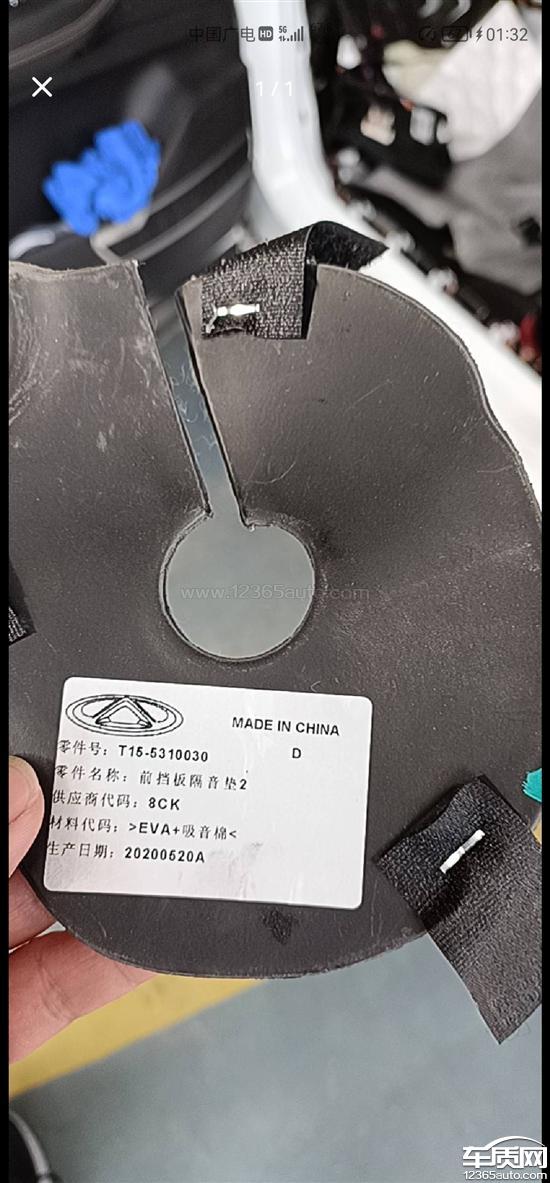 中国广电 HD 5G 01:32
1/1
www.12365auto.com
MADE IN CHINA
D
零件号: T15-5310030
零件名称: 前挡板隔音垫2
供应商代码: 8CK
材料代码: >EVA+吸音棉<
生产日期: 20200520A
车质网
12365auto.com